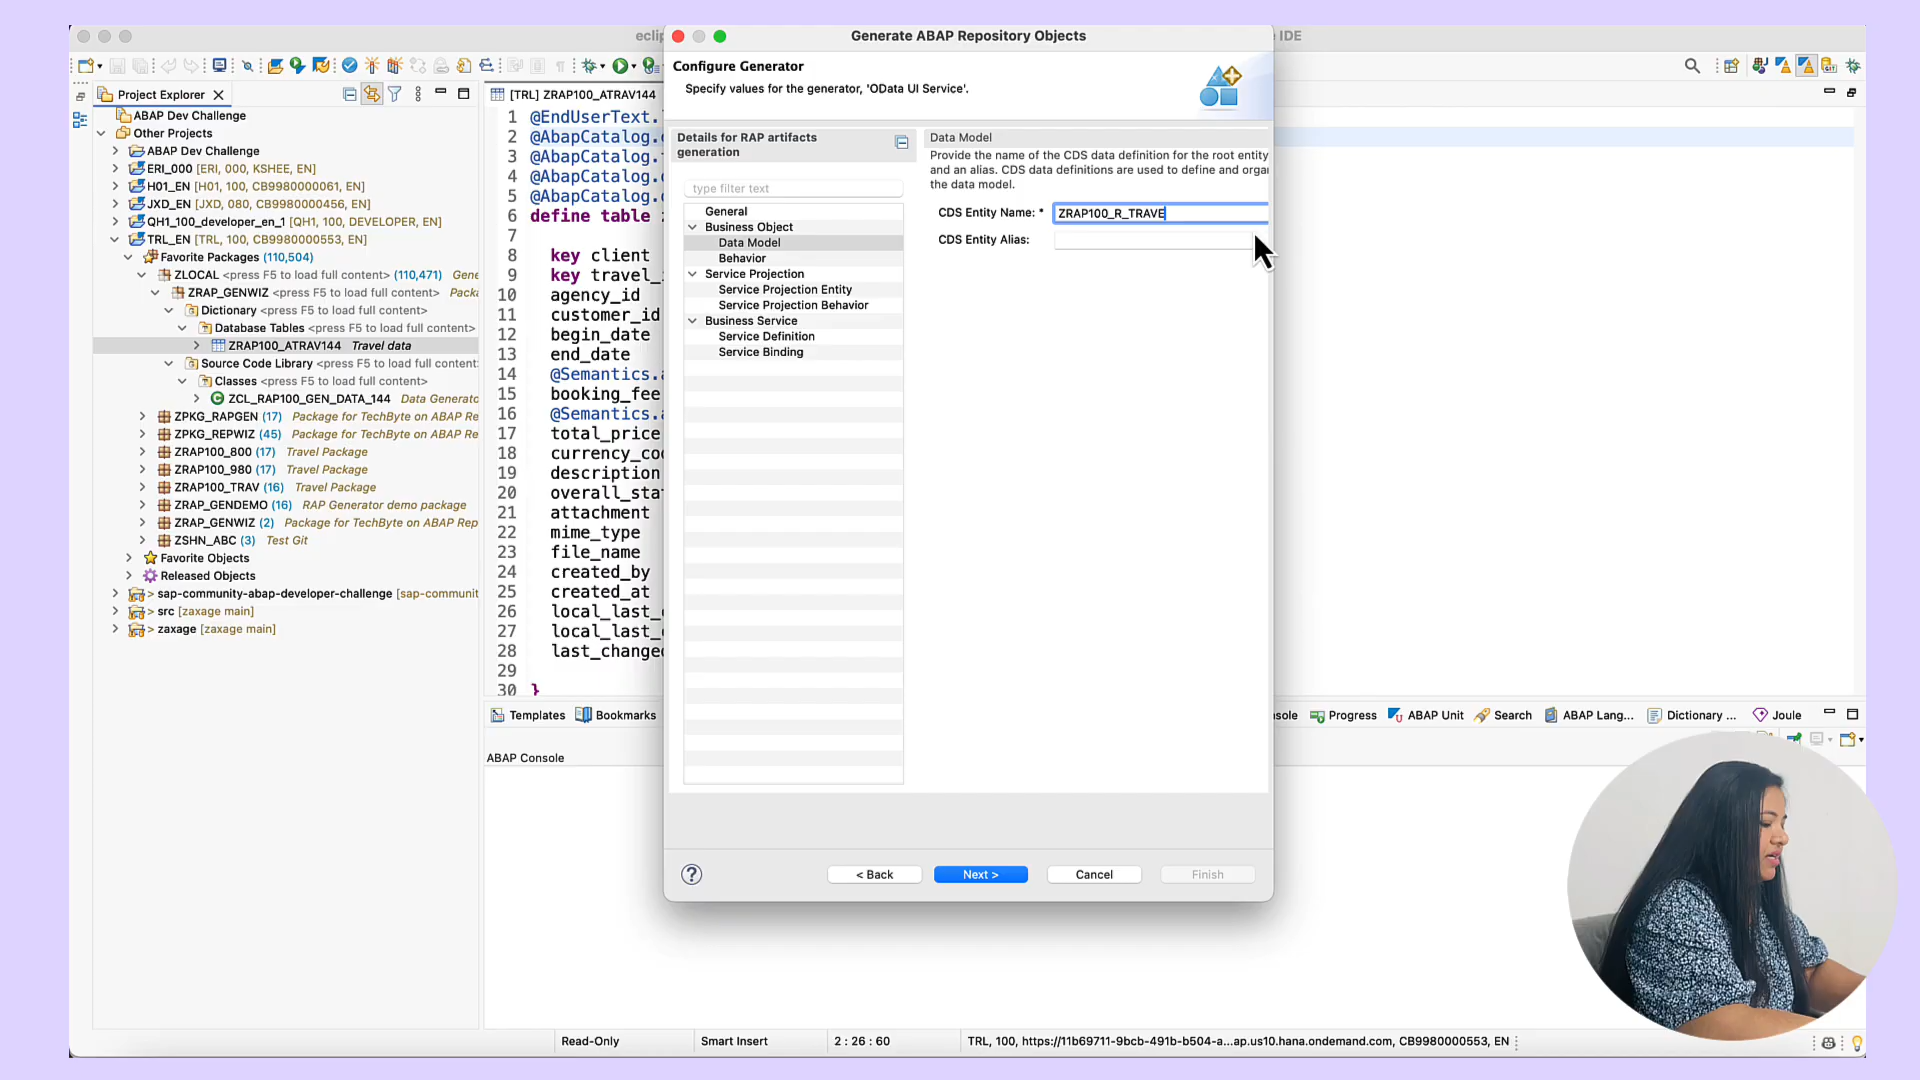 Generate ABAP Repository Objects
IDE
Configure Generator
Specify values for the generator, 'OData UI Service'.
Project Explorer
ABAP Dev Challenge
Other Projects
ABAP Dev Challenge
ERI_000 [ERI, 000, KSHEE, EN]
H01_EN [H01, 100, CB9980000061, EN]
JXD_EN [JXD, 080, CB9980000456, EN]
QH1_100_developer_en_1 [QH1, 100, DEVELOPER, EN]
TRL_EN [TRL, 100, CB9980000553, EN]
Favorite Packages (110,504)
ZLOCAL <press F5 to load full content> (110,471) Gene
ZRAP_GENWIZ <press F5 to load full content> Packa
Dictionary <press F5 to load full content>
Database Tables <press F5 to load full content>
ZRAP100_ATRAV144 Travel data
Source Code Library <press F5 to load full content
Classes <press F5 to load full content>
ZCL_RAP100_GEN_DATA_144 Data Generato
ZPKG_RAPGEN (17) Package for TechByte on ABAP Re
ZPKG_REPWIZ (45) Package for TechByte on ABAP Re
ZRAP100_800 (17) Travel Package
ZRAP100_980 (17) Travel Package
ZRAP100_TRAV (16) Travel Package
ZRAP_GENDEMO (16) RAP Generator demo package
ZRAP_GENWIZ (2) Package for TechByte on ABAP Rep
ZSHN_ABC (3) Test Git
Favorite Objects
Released Objects
> sap-community-abap-developer-challenge [sap-communit
> src [zaxage main]
> zaxage [zaxage main]
[TRL] ZRAP100_ATRAV144
1 @EndUserText.
2 @AbapCatalog.
3 @AbapCatalog.
4 @AbapCatalog.
5 @AbapCatalog.
6 define table
7
8 key client
9 key travel_
10 agency_id
11 customer_id
12 begin_date
13 end_date
14 @Semantics.
15 booking_fee
16 @Semantics.
17 total_price
18 currency_co
19 description
20 overall_sta
21 attachment
22 mime_type
23 file_name
24 created_by
25 created_at
26 local_last_
27 local_last_
28 last_change
29
30 }
Details for RAP artifacts
generation
type filter text
General
Business Object
Data Model
Behavior
Service Projection
Service Projection Entity
Service Projection Behavior
Business Service
Service Definition
Service Binding
Data Model
Provide the name of the CDS data definition for the root entity
and an alias. CDS data definitions are used to define and orga
the data model.
CDS Entity Name: * ZRAP100_R_TRAVE
CDS Entity Alias:
? < Back Next > Cancel Finish
Templates Bookmarks
Progress ABAP Unit Search ABAP Lang... Dictionary ... Joule
ABAP Console
Read-Only Smart Insert 2 : 26 : 60 TRL, 100, https://11b69711-9bcb-491b-b504-a...ap.us10.hana.ondemand.com, CB9980000553, EN